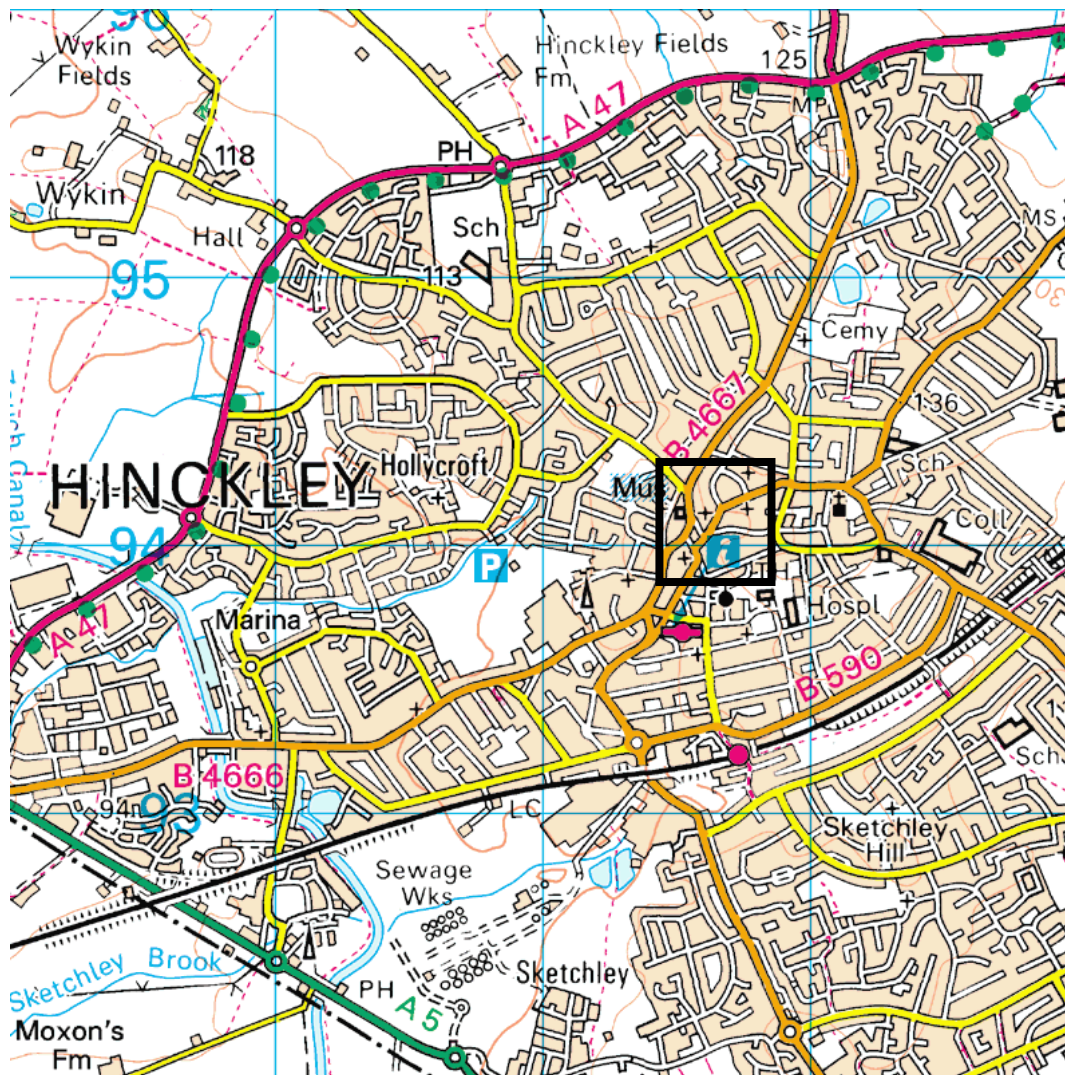 96
Wykin
Fields
Hinckley Fields
Fm
125
A 47
MP
PH
118
Wykin
Hall
Sch
MS
95
113
30
Cemy
B 4667
136
HINCKLEY
Hollycroft
Mus
Sch
Coll
94
i
P
Hospl
Marina
A 47
B 590
B 4666
Sch
94
93
LC
Sketchley
Hill
Sewage
Wks
Sketchley Brook
Sketchley
PH
A 5
Moxon's
Fm